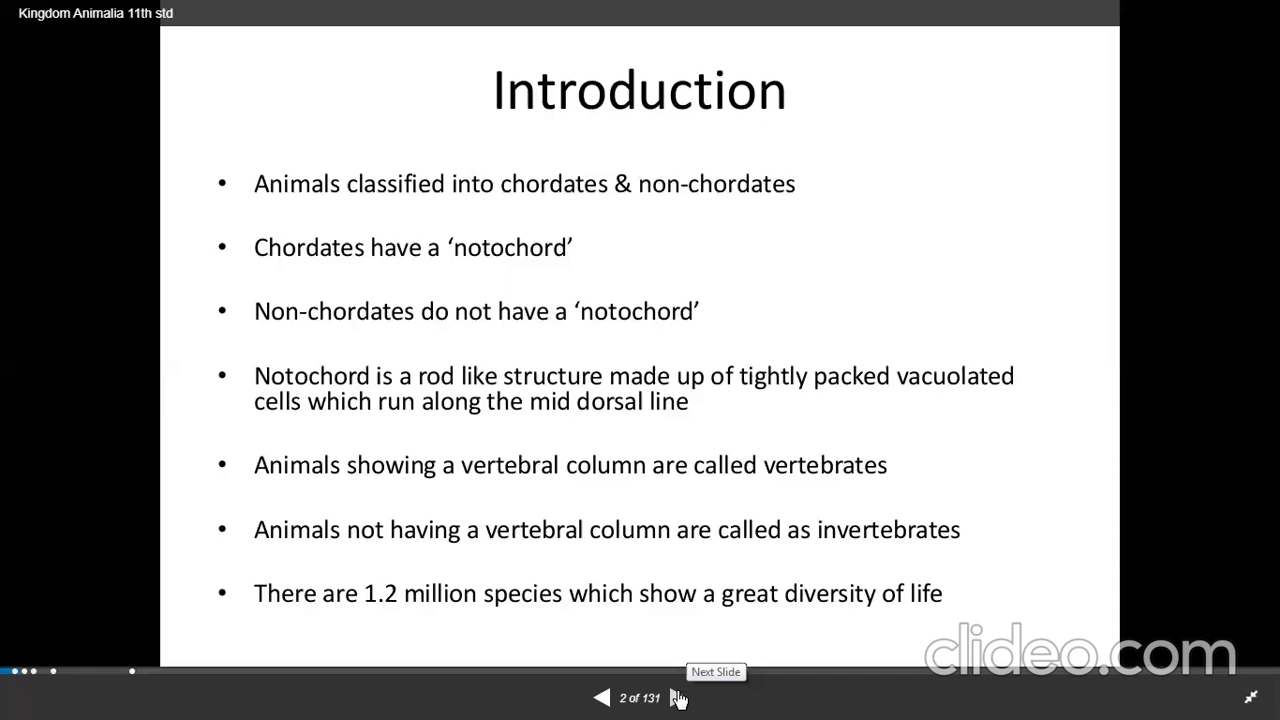 Kingdom Animalia 11th std
Introduction
• Animals classified into chordates & non-chordates
• Chordates have a ‘notochord’
• Non-chordates do not have a ‘notochord’
• Notochord is a rod like structure made up of tightly packed vacuolated
cells which run along the mid dorsal line
• Animals showing a vertebral column are called vertebrates
• Animals not having a vertebral column are called as invertebrates
• There are 1.2 million species which show a great diversity of life
clideo.com
Next Slide
2 of 131